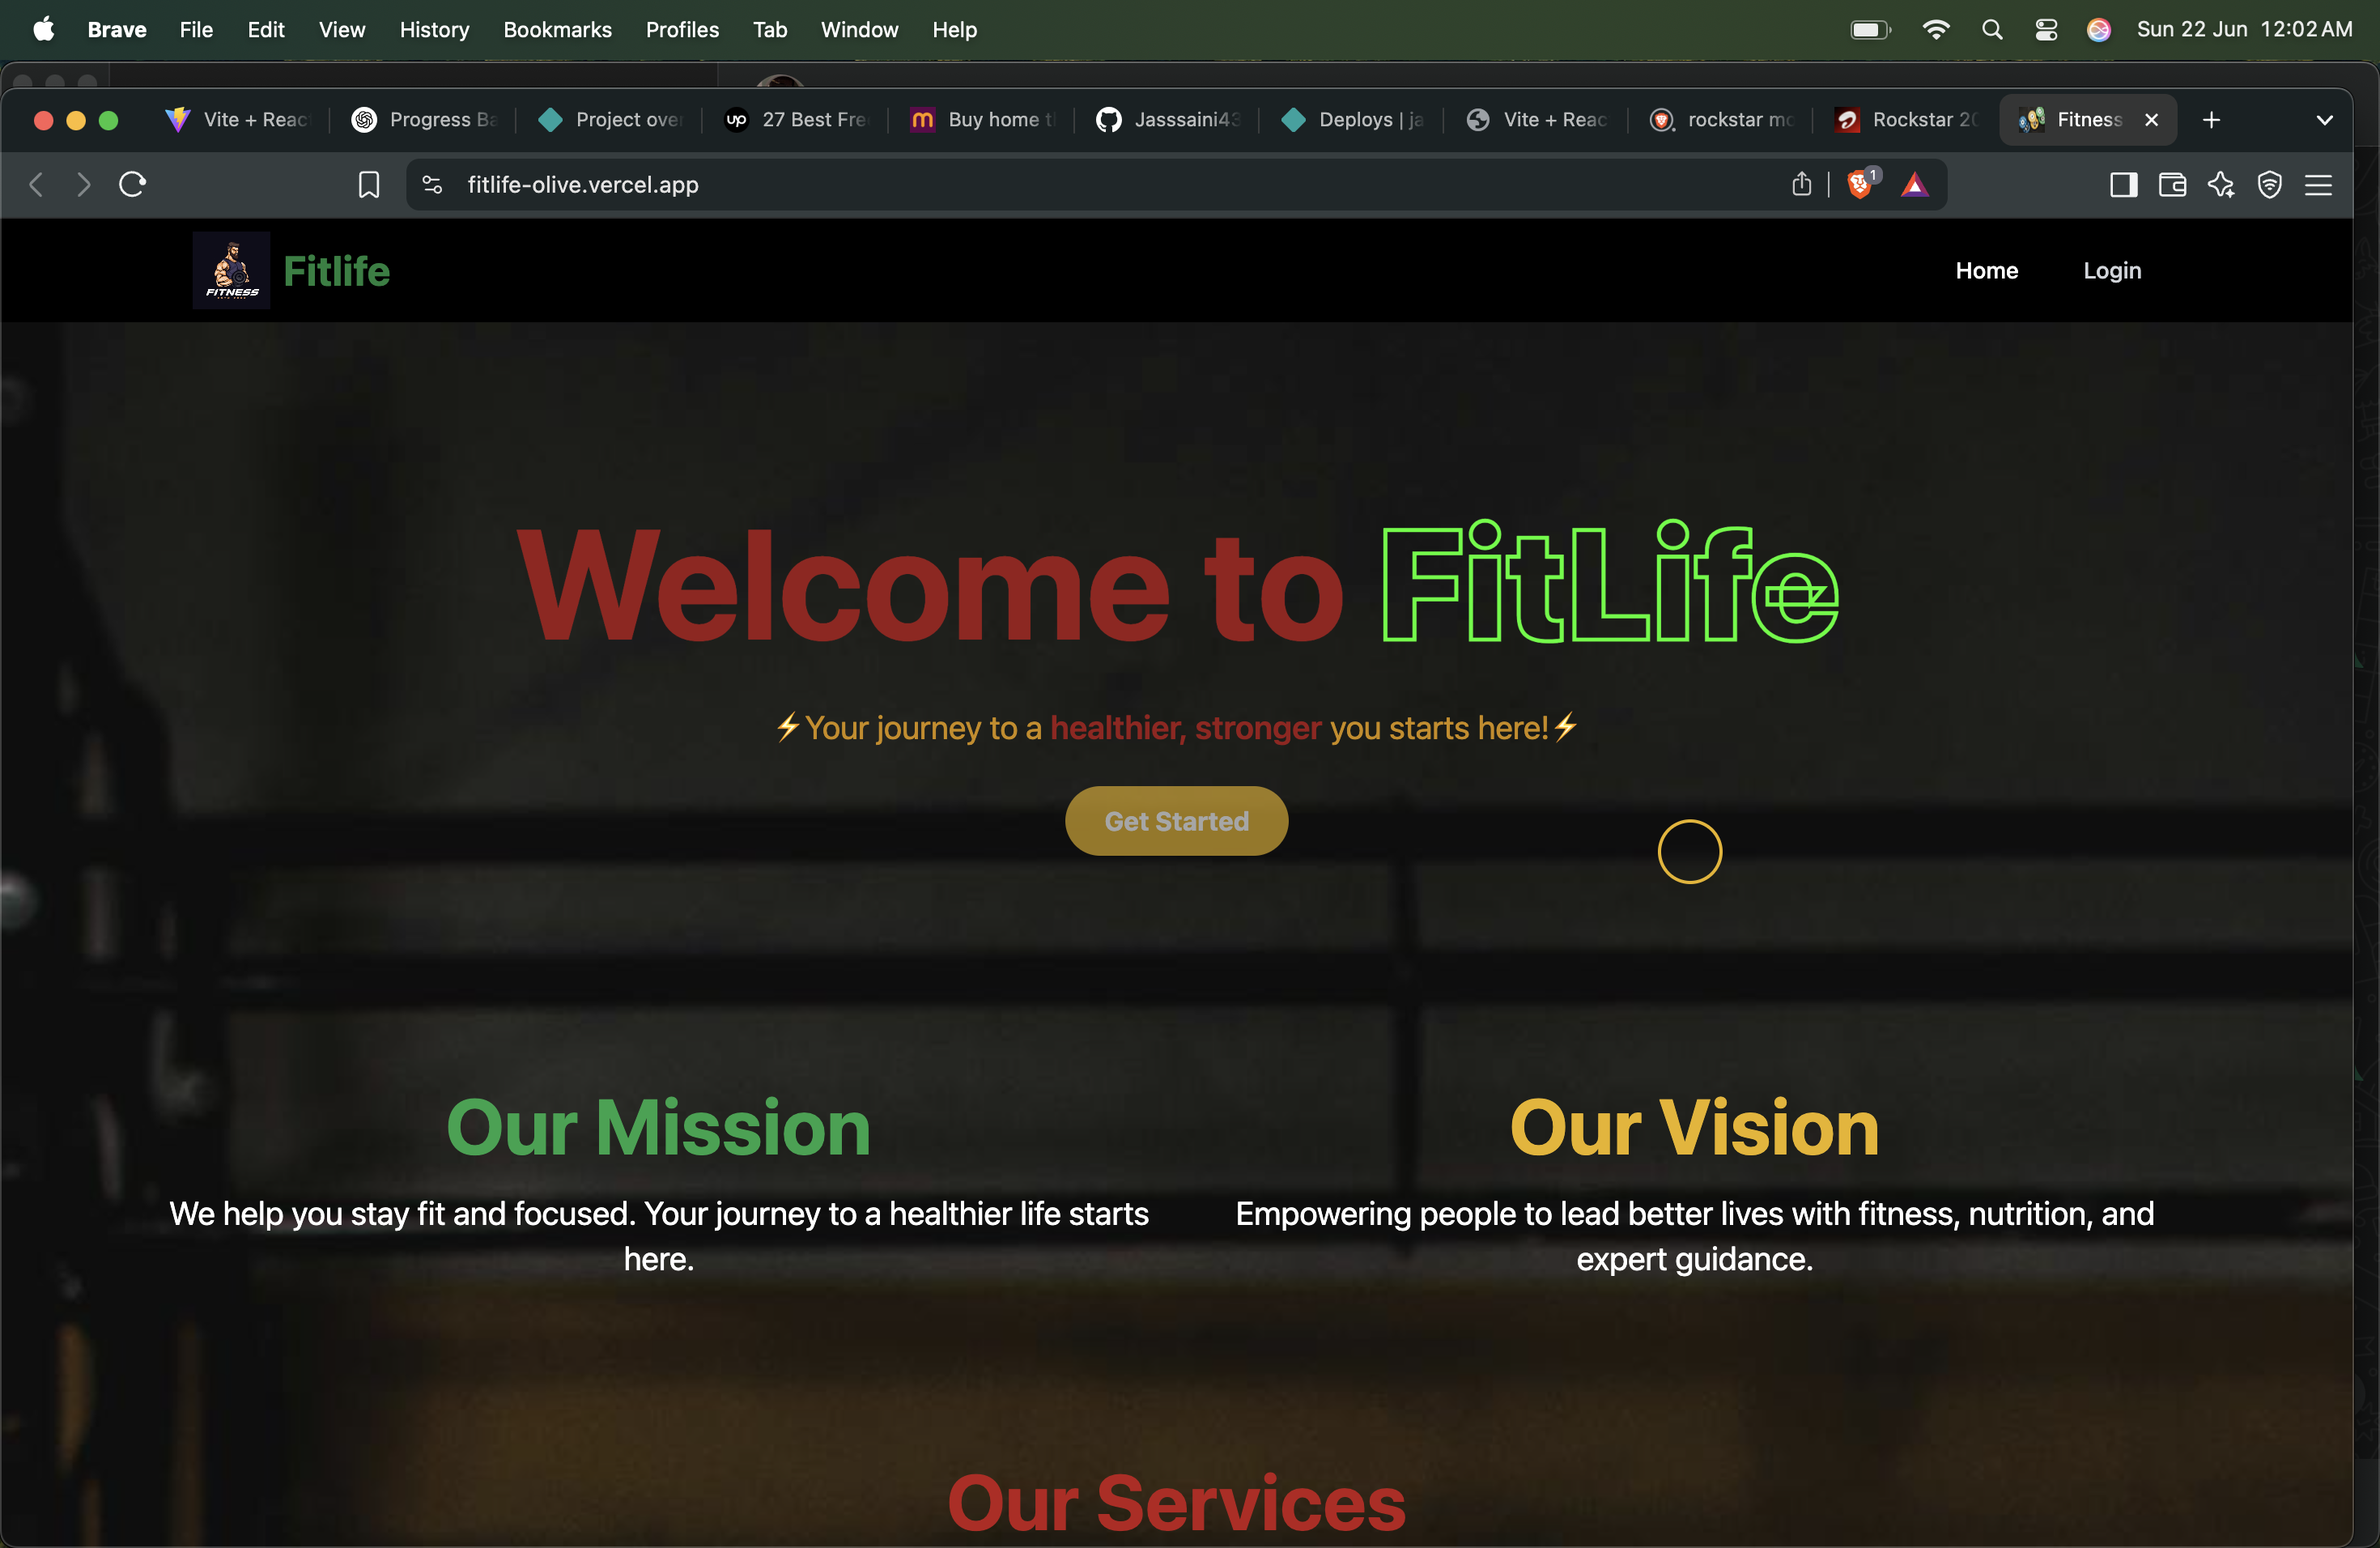 Brave File Edit View History Bookmarks Profiles Tab Window Help Sun 22 Jun 12:02 AM
Vite + Reac Progress Ba Project over 27 Best Fre Buy home t Jasssaini43 Deploys | ja Vite + Reac rockstar mo Rockstar 20 Fitness
fitlife-olive.vercel.app 1
FITNESS
Fitlife Home Login
Welcome to FitLife
⚡Your journey to a healthier, stronger you starts here!⚡
Get Started
Our Mission
We help you stay fit and focused. Your journey to a healthier life starts
here.
Our Vision
Empowering people to lead better lives with fitness, nutrition, and
expert guidance.
Our Services